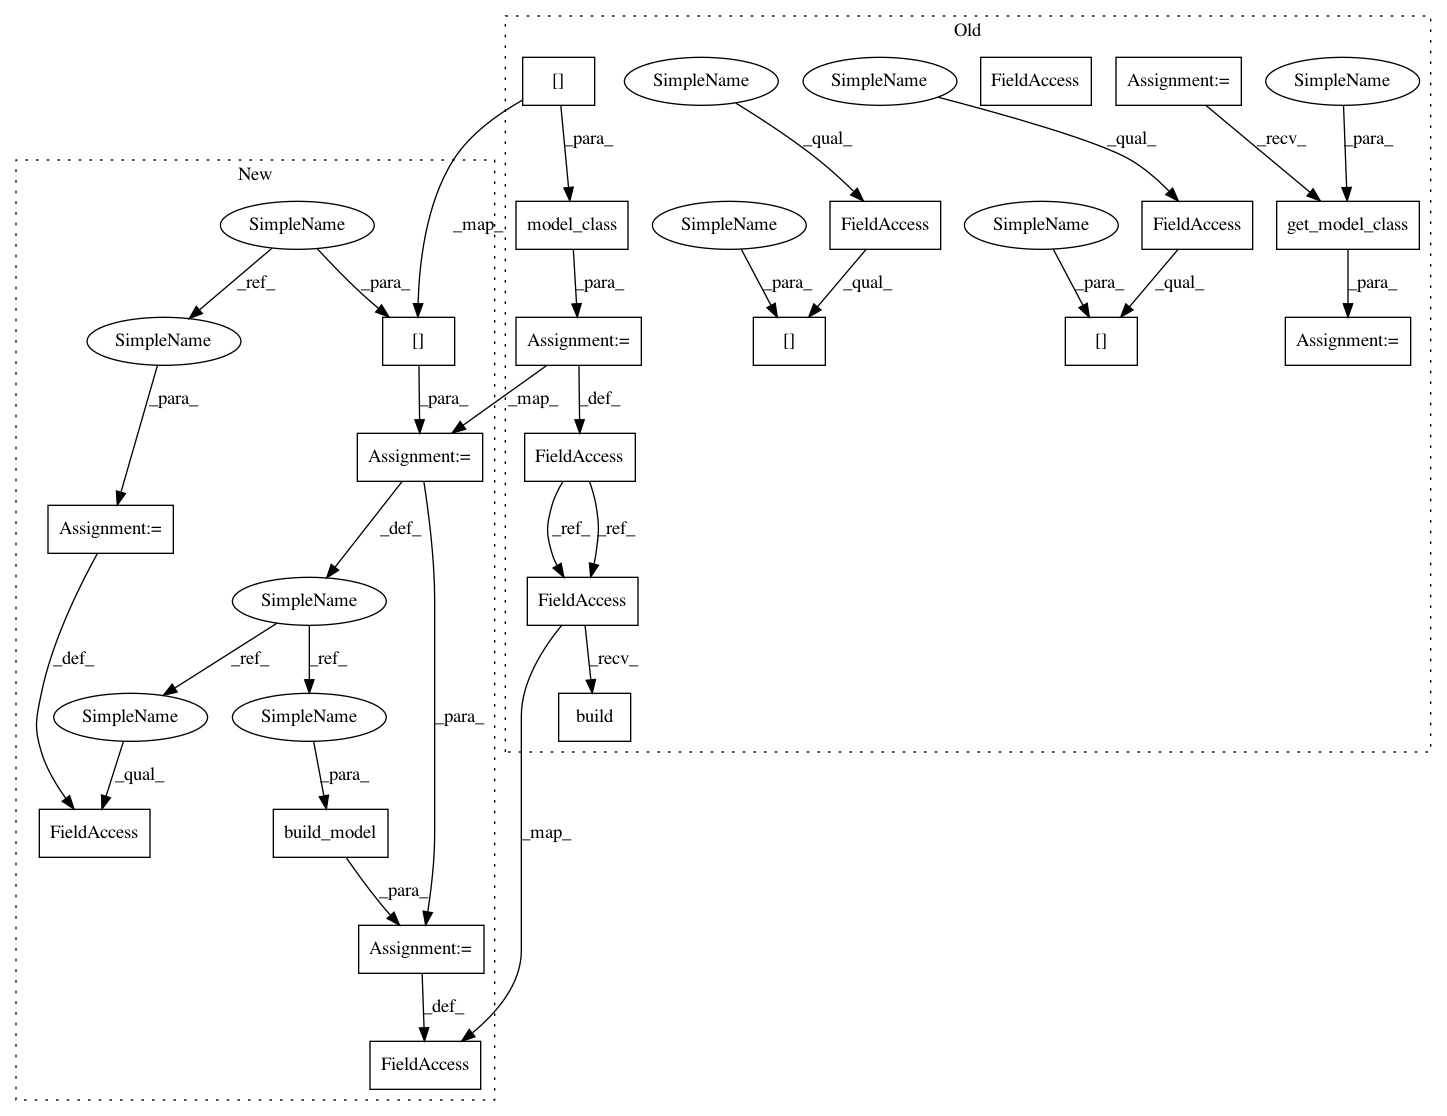 Old
[]
SimpleName
SimpleName
FieldAccess
Assignment:=
SimpleName
_para_
_qual_
_qual_
_recv_
_para_
New
SimpleName
model_class
SimpleName
FieldAccess
SimpleName
FieldAccess
get_model_class
_map_
_ref_
_para_
_para_
_para_
_qual_
_para_
_qual_
_para_
SimpleName
[]
Assignment:=
[]
[]
Assignment:=
_para_
_para_
_map_
_def_
Assignment:=
FieldAccess
Assignment:=
_def_
_ref_
_ref_
SimpleName
FieldAccess
_def_
_ref_
_ref_
_recv_
SimpleName
SimpleName
_para_
build
_qual_
_para_
FieldAccess
build_model
_map_
_para_
Assignment:=
_def_
FieldAccess